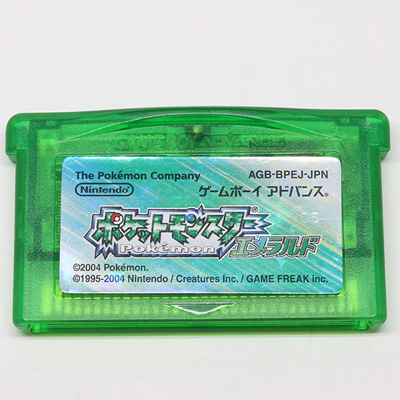 The Pokémon Company AGB-BPEJ-JPN
Nintendo ゲームボーイ アドバンス®
ポケットモンスター
Pokémon エメラルド
©2004 Pokémon.
©1995-2004 Nintendo / Creatures Inc. / GAME FREAK inc.